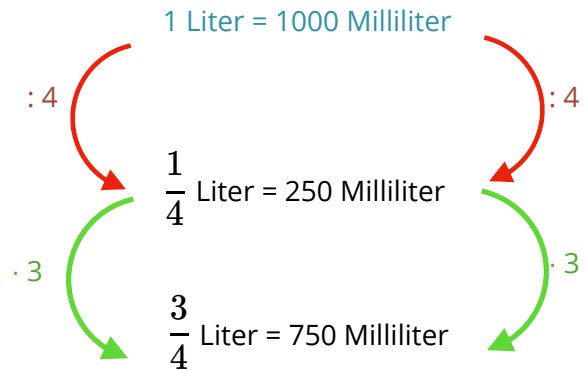 1 Liter = 1000 Milliliter
: 4 : 4
1/4 Liter = 250 Milliliter
· 3 · 3
3/4 Liter = 750 Milliliter